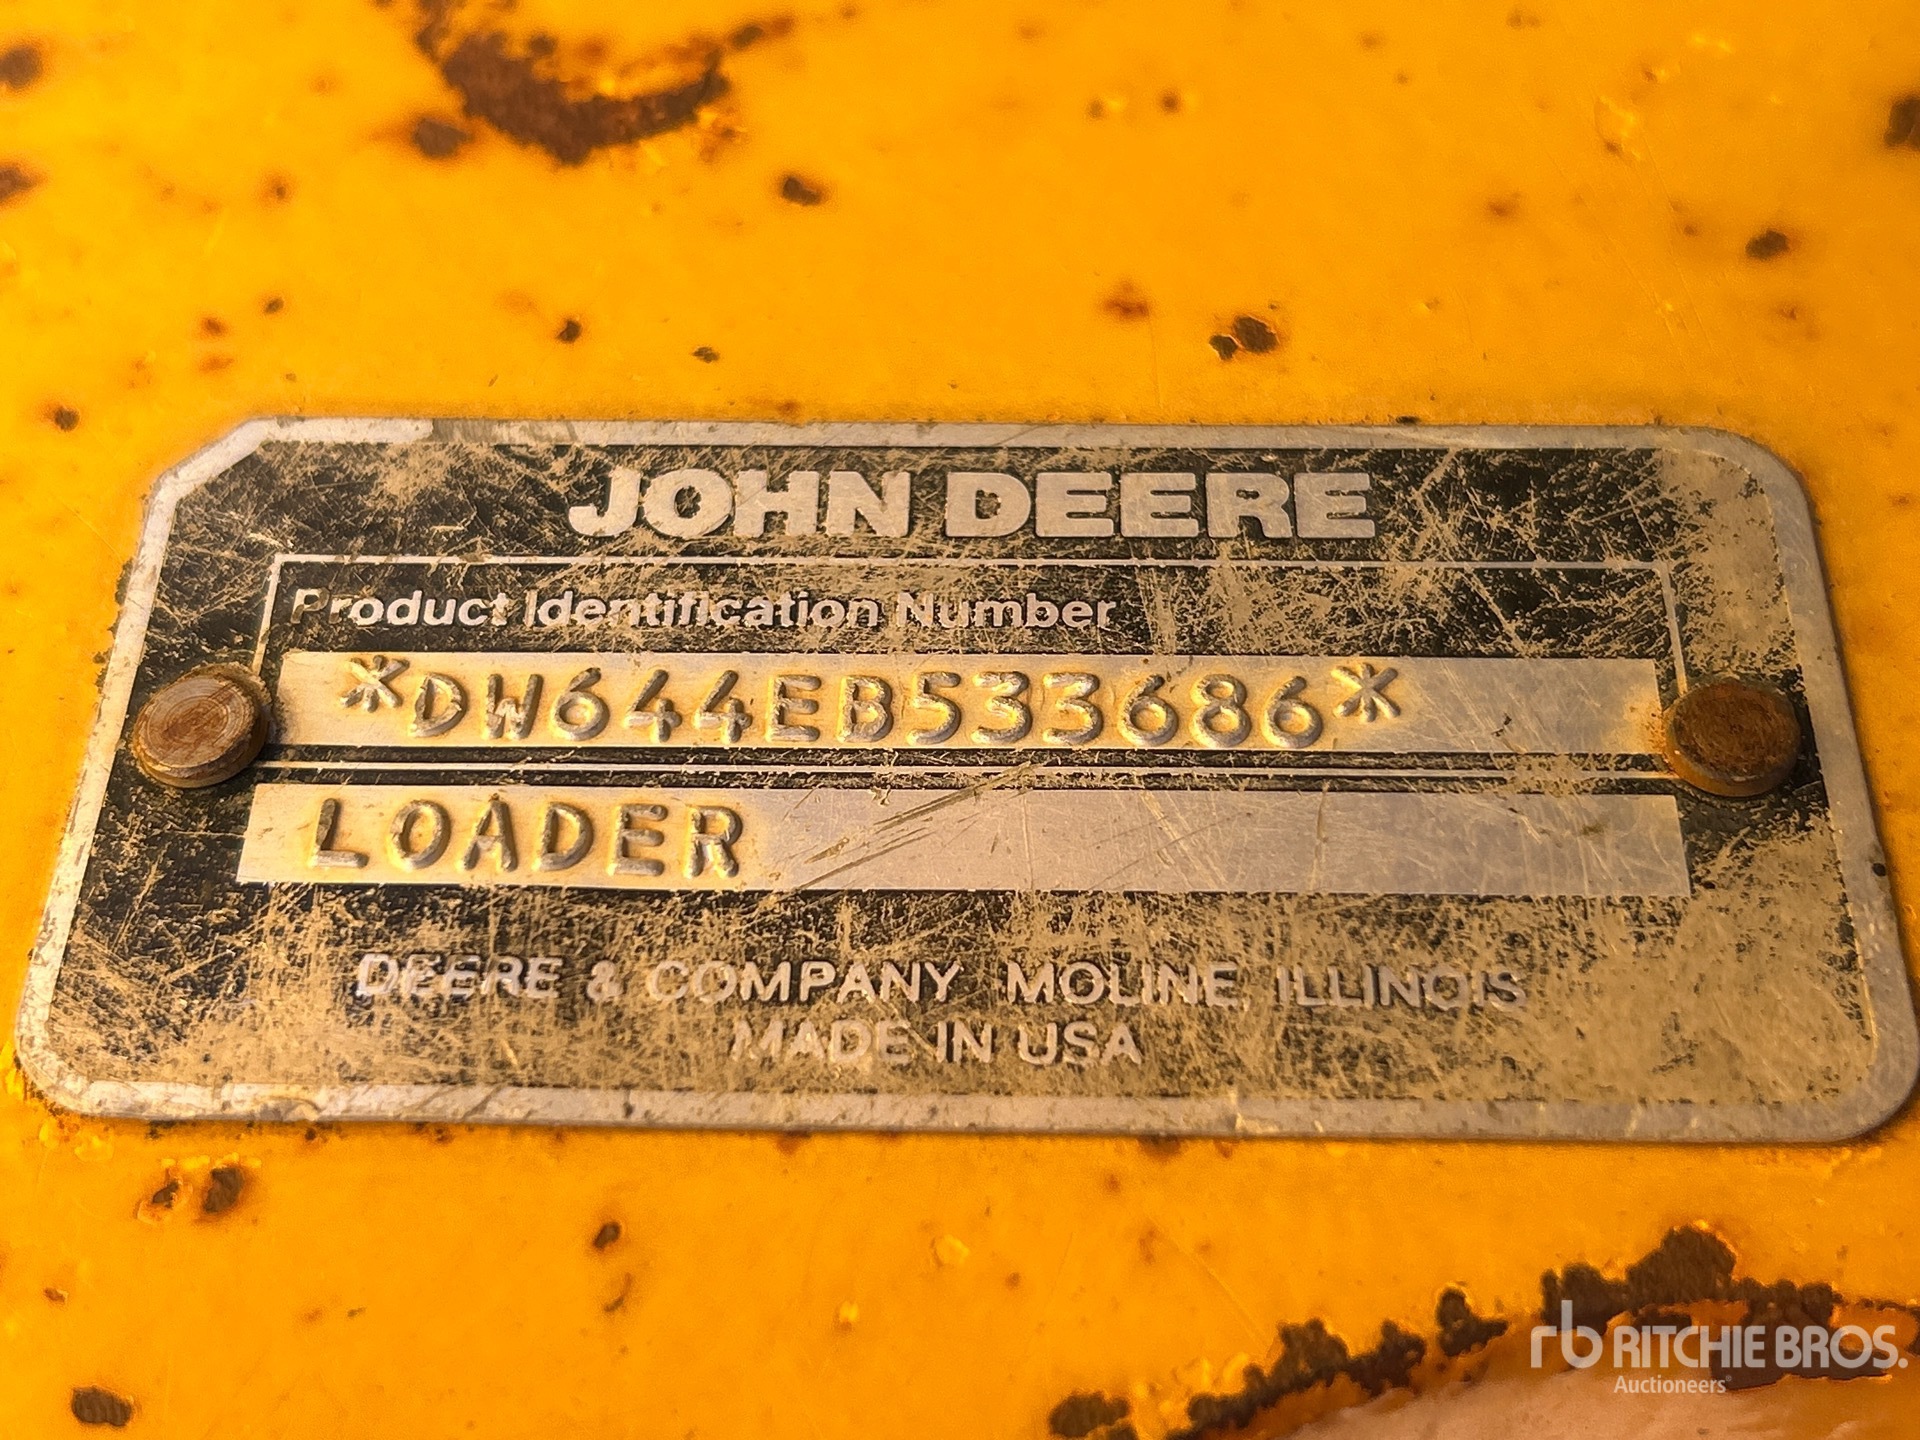 JOHN DEERE
Product Identification Number
*DW644EB533686*
LOADER
DEERE & COMPANY MOLINE, ILLINOIS
MADE IN USA
rb RITCHIE BROS.
Auctioneers®